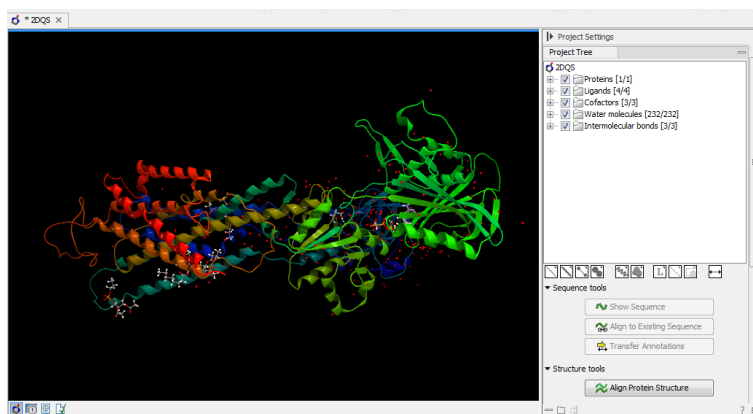 * 2DQS
Project Settings
Project Tree
2DQS
Proteins [1/1]
Ligands [4/4]
Cofactors [3/3]
Water molecules [232/232]
Intermolecular bonds [3/3]
L
Sequence tools
Show Sequence
Align to Existing Sequence
Transfer Annotations
Structure tools
Align Protein Structure
?